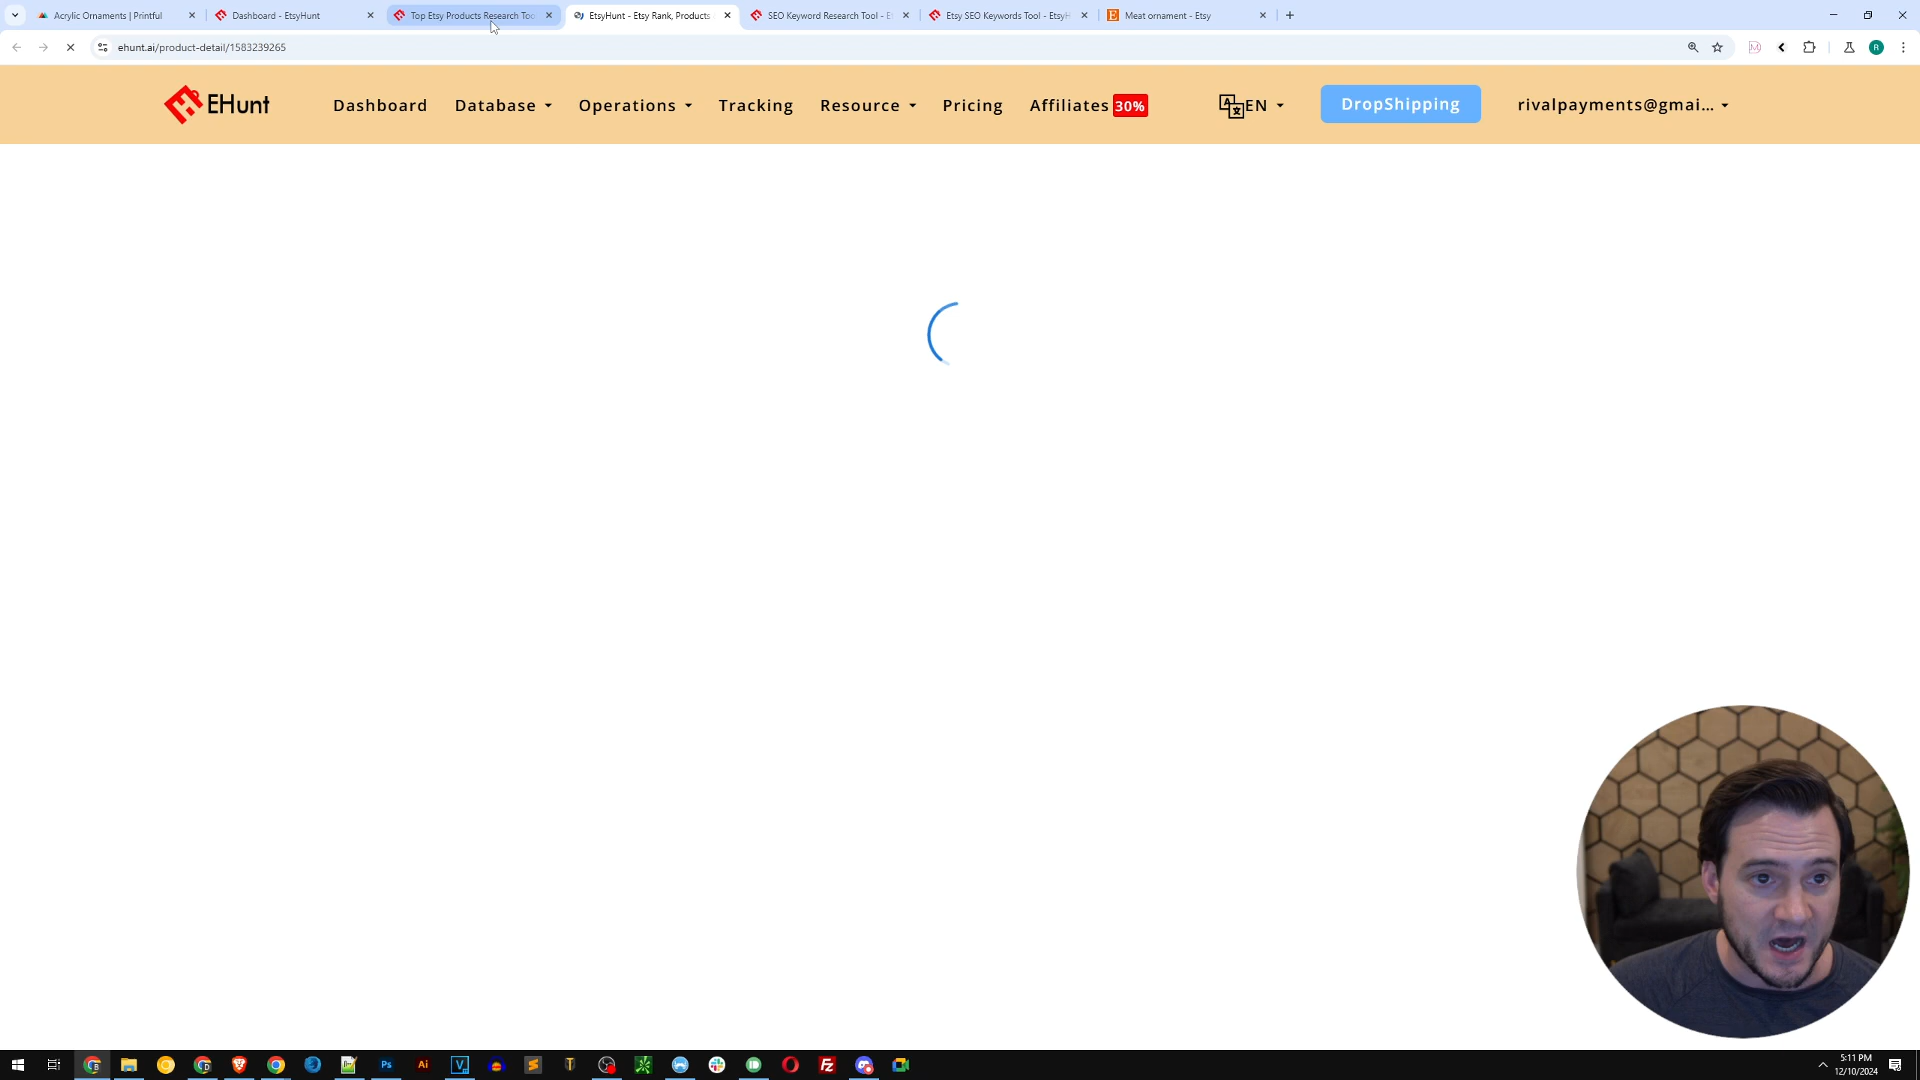 Acrylic Ornaments | Printful
Dashboard - EtsyHunt
Top Etsy Products Research Too
EtsyHunt - Etsy Rank, Products
SEO Keyword Research Tool - E
Etsy SEO Keywords Tool - EtsyH
Meat ornament - Etsy
ehunt.ai/product-detail/1583239265
R
EHunt
Dashboard
Database
Operations
Tracking
Resource
Pricing
Affiliates 30%
EN
DropShipping
rivalpayments@gmai...
5:11 PM
12/10/2024